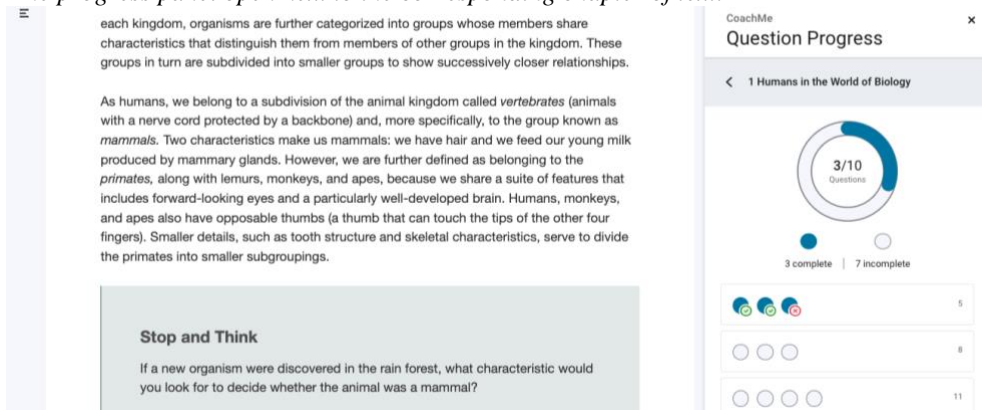 each kingdom, organisms are further categorized into groups whose members share
characteristics that distinguish them from members of other groups in the kingdom. These
groups in turn are subdivided into smaller groups to show successively closer relationships.
As humans, we belong to a subdivision of the animal kingdom called vertebrates (animals
with a nerve cord protected by a backbone) and, more specifically, to the group known as
mammals. Two characteristics make us mammals: we have hair and we feed our young milk
produced by mammary glands. However, we are further defined as belonging to the
primates, along with lemurs, monkeys, and apes, because we share a suite of features that
includes forward-looking eyes and a particularly well-developed brain. Humans, monkeys,
and apes also have opposable thumbs (a thumb that can touch the tips of the other four
fingers). Smaller details, such as tooth structure and skeletal characteristics, serve to divide
the primates into smaller subgroupings.
Stop and Think
If a new organism were discovered in the rain forest, what characteristic would
you look for to decide whether the animal was a mammal?
CoachMe
Question Progress
1 Humans in the World of Biology
3/10
Questions
3 complete | 7 incomplete
5
8
11